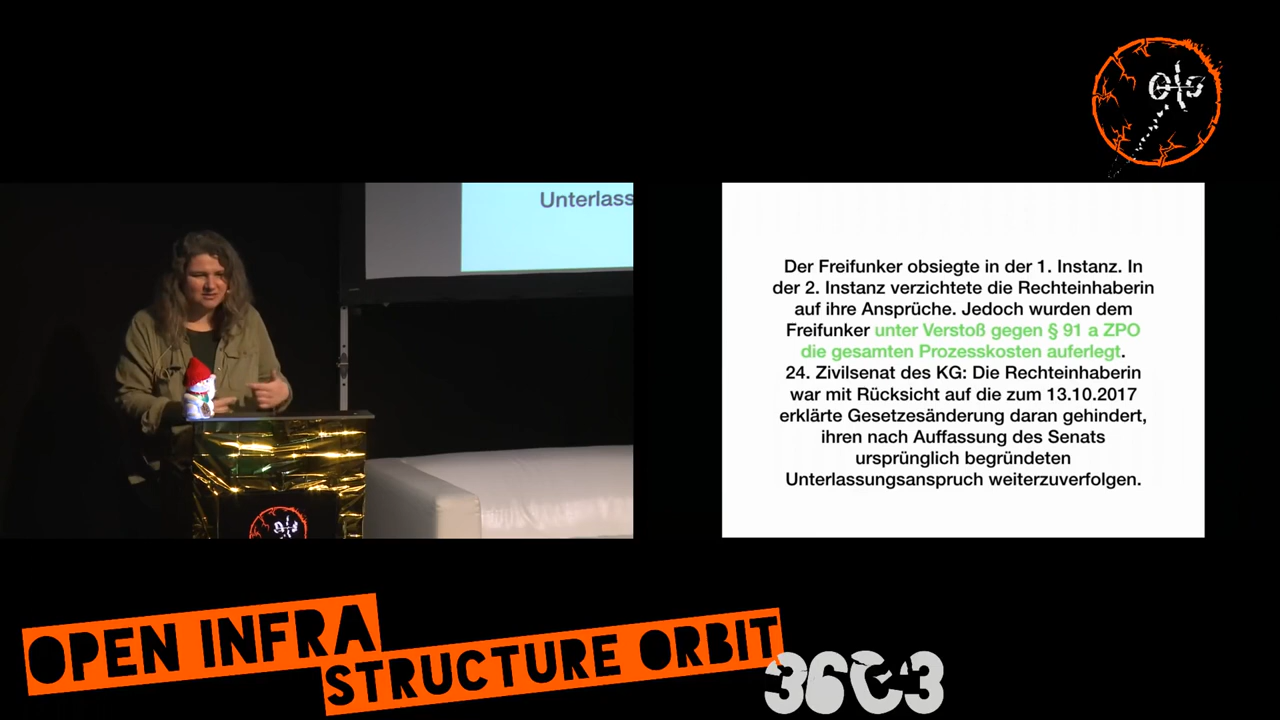 Unterlass
Der Freifunker obsiegte in der 1. Instanz. In
der 2. Instanz verzichtete die Rechteinhaberin
auf ihre Ansprüche. Jedoch wurden dem
Freifunker unter Verstoß gegen § 91 a ZPO
die gesamten Prozesskosten auferlegt.
24. Zivilsenat des KG: Die Rechteinhaberin
war mit Rücksicht auf die zum 13.10.2017
erklärte Gesetzesänderung daran gehindert,
ihren nach Auffassung des Senats
ursprünglich begründeten
Unterlassungsanspruch weiterzuverfolgen.
OPEN INFRA
STRUCTURE ORBIT
36C3